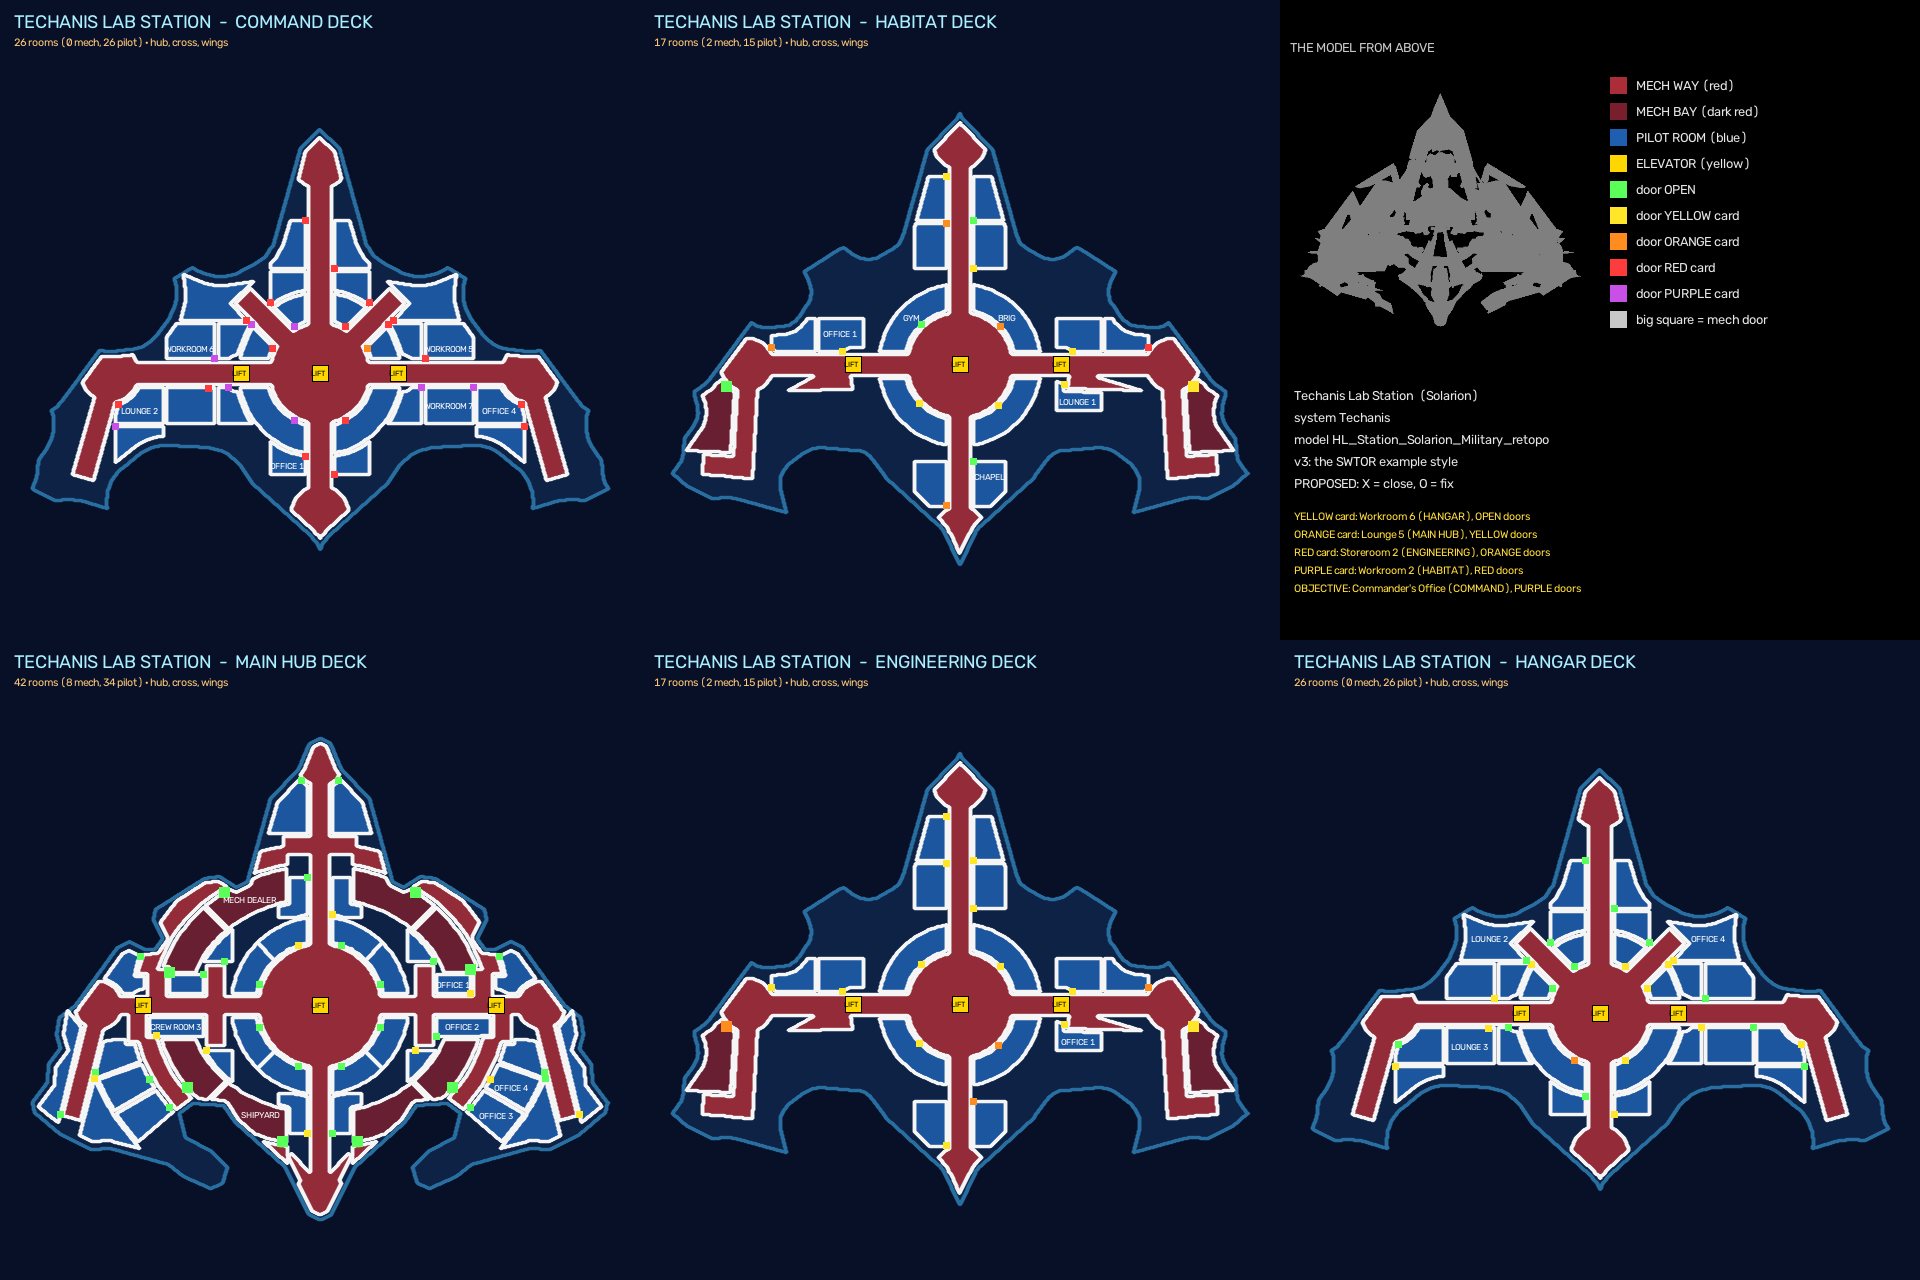 TECHANIS LAB STATION - COMMAND DECK
26 rooms (0 mech, 26 pilot) • hub, cross, wings
WORKROOM 6
WORKROOM 5
LIFT
LIFT
LIFT
LOUNGE 2
WORKROOM 7
OFFICE 4
OFFICE 1
TECHANIS LAB STATION - HABITAT DECK
17 rooms (2 mech, 15 pilot) • hub, cross, wings
GYM
BRIG
OFFICE 1
LIFT
LIFT
LIFT
LOUNGE 1
CHAPEL
THE MODEL FROM ABOVE
MECH WAY (red)
MECH BAY (dark red)
PILOT ROOM (blue)
ELEVATOR (yellow)
door OPEN
door YELLOW card
door ORANGE card
door RED card
door PURPLE card
big square = mech door
Techanis Lab Station (Solarion)
system Techanis
model HL_Station_Solarion_Military_retopo
v3: the SWTOR example style
PROPOSED: X = close, O = fix
YELLOW card: Workroom 6 (HANGAR), OPEN doors
ORANGE card: Lounge 5 (MAIN HUB), YELLOW doors
RED card: Storeroom 2 (ENGINEERING), ORANGE doors
PURPLE card: Workroom 2 (HABITAT), RED doors
OBJECTIVE: Commander's Office (COMMAND), PURPLE doors
TECHANIS LAB STATION - MAIN HUB DECK
42 rooms (8 mech, 34 pilot) • hub, cross, wings
MECH DEALER
OFFICE 1
LIFT
LIFT
LIFT
CREW ROOM 3
OFFICE 2
OFFICE 4
SHIPYARD
OFFICE 3
TECHANIS LAB STATION - ENGINEERING DECK
17 rooms (2 mech, 15 pilot) • hub, cross, wings
LIFT
LIFT
LIFT
OFFICE 1
TECHANIS LAB STATION - HANGAR DECK
26 rooms (0 mech, 26 pilot) • hub, cross, wings
LOUNGE 2
OFFICE 4
LIFT
LIFT
LIFT
LOUNGE 3